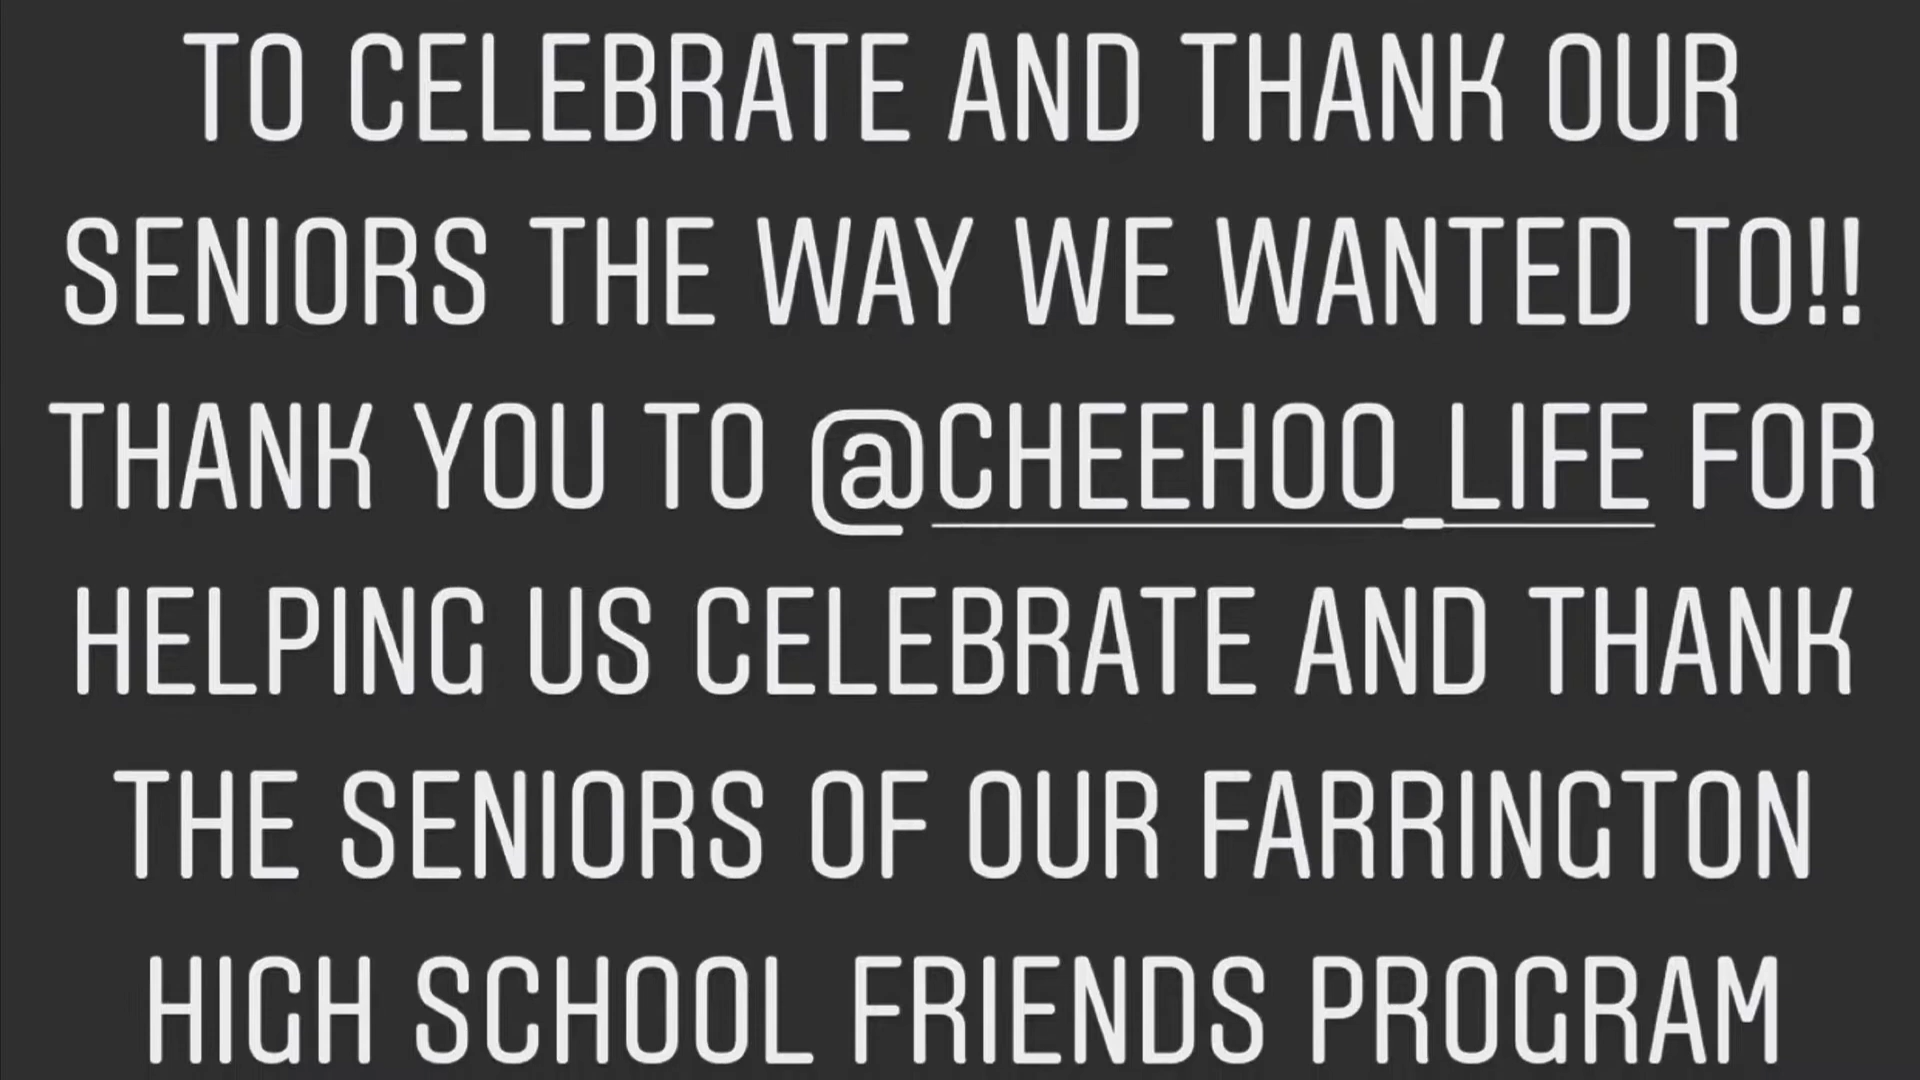 TO CELEBRATE AND THANK OUR
SENIORS THE WAY WE WANTED TO!!
THANK YOU TO @CHEEHOO_LIFE FOR
HELPING US CELEBRATE AND THANK
THE SENIORS OF OUR FARRINGTON
HIGH SCHOOL FRIENDS PROGRAM